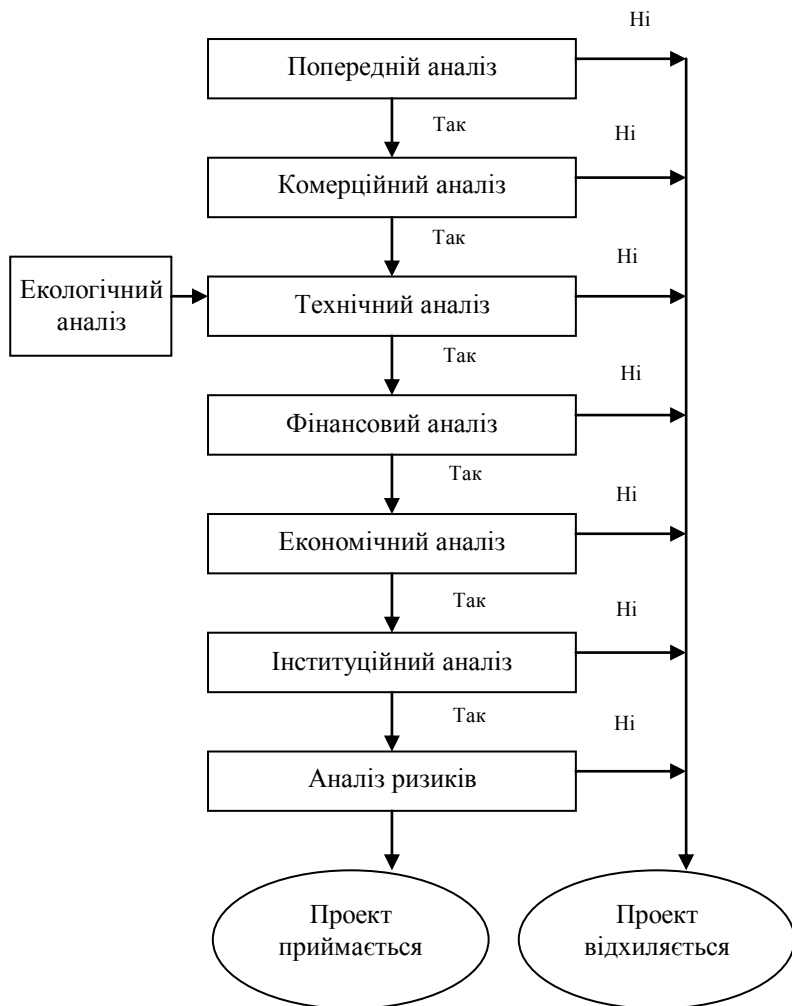 Ні
Попередній аналіз
Так
Ні
Комерційний аналіз
Так
Ні
Екологічний
аналіз
Технічний аналіз
Так
Ні
Фінансовий аналіз
Так
Ні
Економічний аналіз
Так
Ні
Інституційний аналіз
Так
Ні
Аналіз ризиків
Проект
приймається
Проект
відхиляється